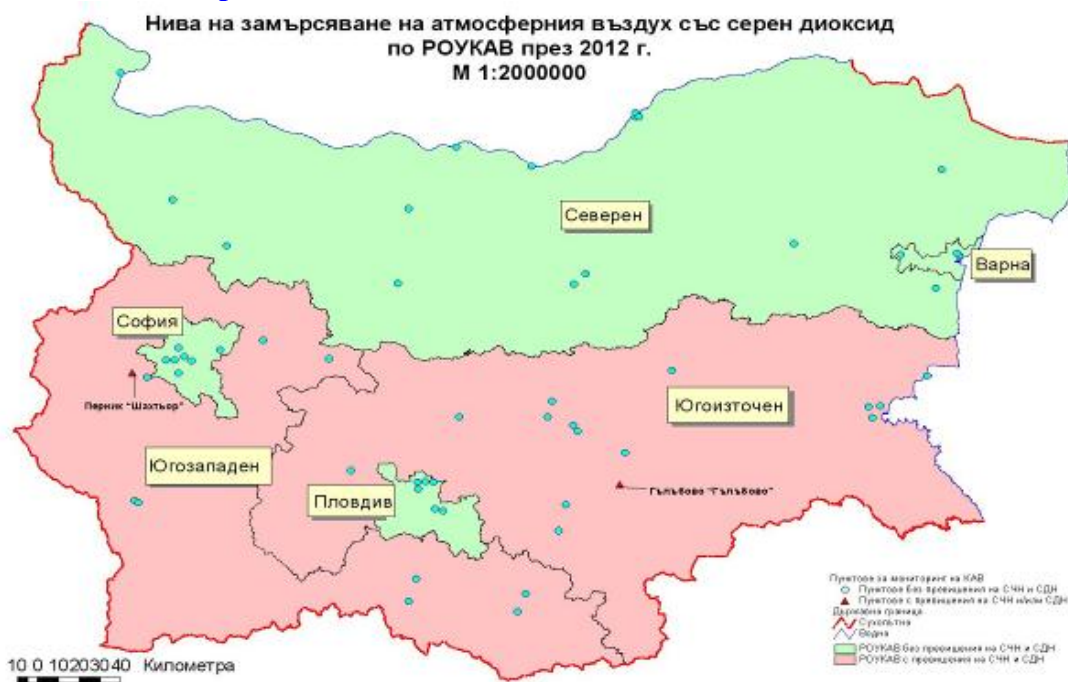 Нива на замърсяване на атмосферния въздух със серен диоксид
по РОУКАВ през 2012 г.
М 1:2000000
Северен
Варна
София
Перник "Шахтьор"
Югоизточен
Югозападен
Гълъбово "Гълъбово"
Пловдив
Пунктове за мониторинг на КАВ
Пунктове без превишения на СЧН и СДН
Пунктове с превишения на СЧН и/или СДН
Държавна граница
Сухопътна
Водна
РОУКАВ без превишения на СЧН и СДН
РОУКАВ с превишения на СЧН и СДН
10 0 10203040 Километра